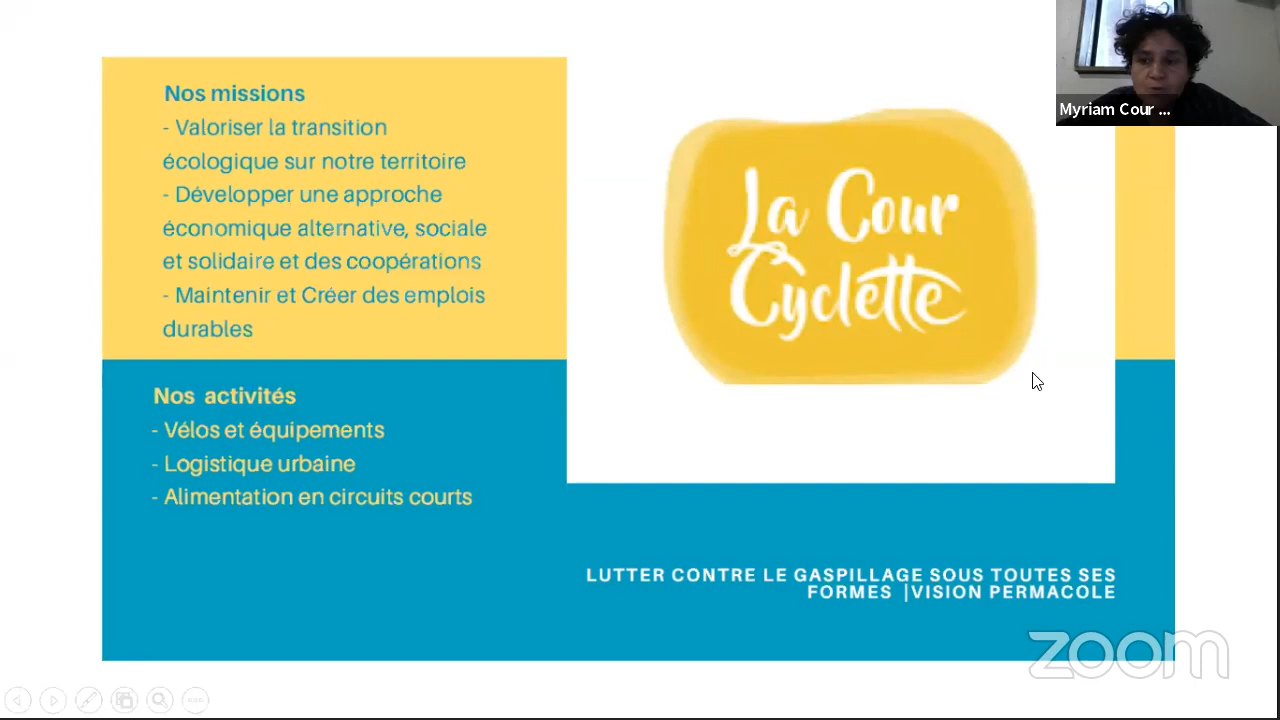 Nos missions
- Valoriser la transition
écologique sur notre territoire
- Développer une approche
économique alternative, sociale
et solidaire et des coopérations
- Maintenir et Créer des emplois
durables
Nos activités
- Vélos et équipements
- Logistique urbaine
- Alimentation en circuits courts
La Cour
Cyclette
LUTTER CONTRE LE GASPILLAGE SOUS TOUTES SES
FORMES |VISION PERMACOLE
Myriam Cour ...
zoom